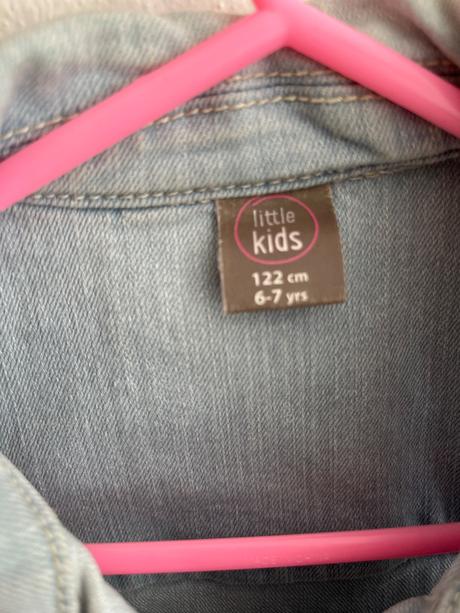 little
kids
122 cm
6-7 yrs